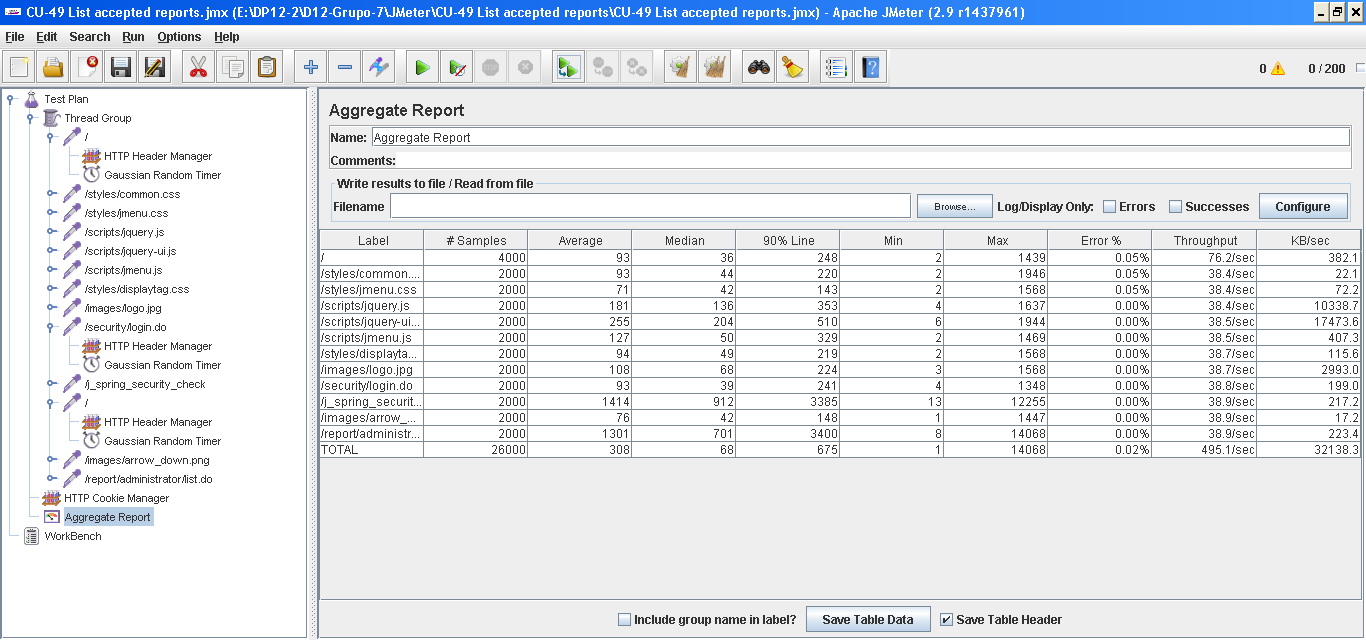 CU-49 List accepted reports.jmx (E:\DP12-2\D12-Grupo-7\JMeter\CU-49 List accepted reports\CU-49 List accepted reports.jmx) - Apache JMeter (2.9 r1437961)
File Edit Search Run Options Help
0 0 / 200
Test Plan
Thread Group
/
HTTP Header Manager
Gaussian Random Timer
/styles/common.css
/styles/jmenu.css
/scripts/jquery.js
/scripts/jquery-ui.js
/scripts/jmenu.js
/styles/displaytag.css
/images/logo.jpg
/security/login.do
HTTP Header Manager
Gaussian Random Timer
/j_spring_security_check
/
HTTP Header Manager
Gaussian Random Timer
/images/arrow_down.png
/report/administrator/list.do
HTTP Cookie Manager
Aggregate Report
WorkBench
Aggregate Report
Name: Aggregate Report
Comments:
Write results to file / Read from file
Filename Browse... Log/Display Only: Errors Successes Configure
Label # Samples Average Median 90% Line Min Max Error % Throughput KB/sec
/ 4000 93 36 248 2 1439 0.05% 76.2/sec 382.1
/styles/common.... 2000 93 44 220 2 1946 0.05% 38.4/sec 22.1
/styles/jmenu.css 2000 71 42 143 2 1568 0.00% 38.4/sec 72.2
/scripts/jquery.js 2000 181 136 353 4 1637 0.00% 38.4/sec 10338.7
/scripts/jquery-ui... 2000 255 204 510 6 1944 0.00% 38.5/sec 17473.6
/scripts/jmenu.js 2000 127 50 329 2 1469 0.00% 38.5/sec 407.3
/styles/displayta... 2000 94 49 219 2 1568 0.00% 38.7/sec 115.6
/images/logo.jpg 2000 108 68 224 3 1568 0.00% 38.7/sec 2993.0
/security/login.do 2000 93 39 241 4 1348 0.00% 38.8/sec 199.0
/j_spring_securit... 2000 1414 912 3385 13 12255 0.00% 38.9/sec 217.2
/images/arrow_... 2000 76 42 148 1 1447 0.00% 38.9/sec 17.2
/report/administr... 2000 1301 701 3400 8 14068 0.00% 38.9/sec 223.4
TOTAL 26000 308 68 675 1 14068 0.02% 495.1/sec 32138.3
Include group name in label? Save Table Data Save Table Header